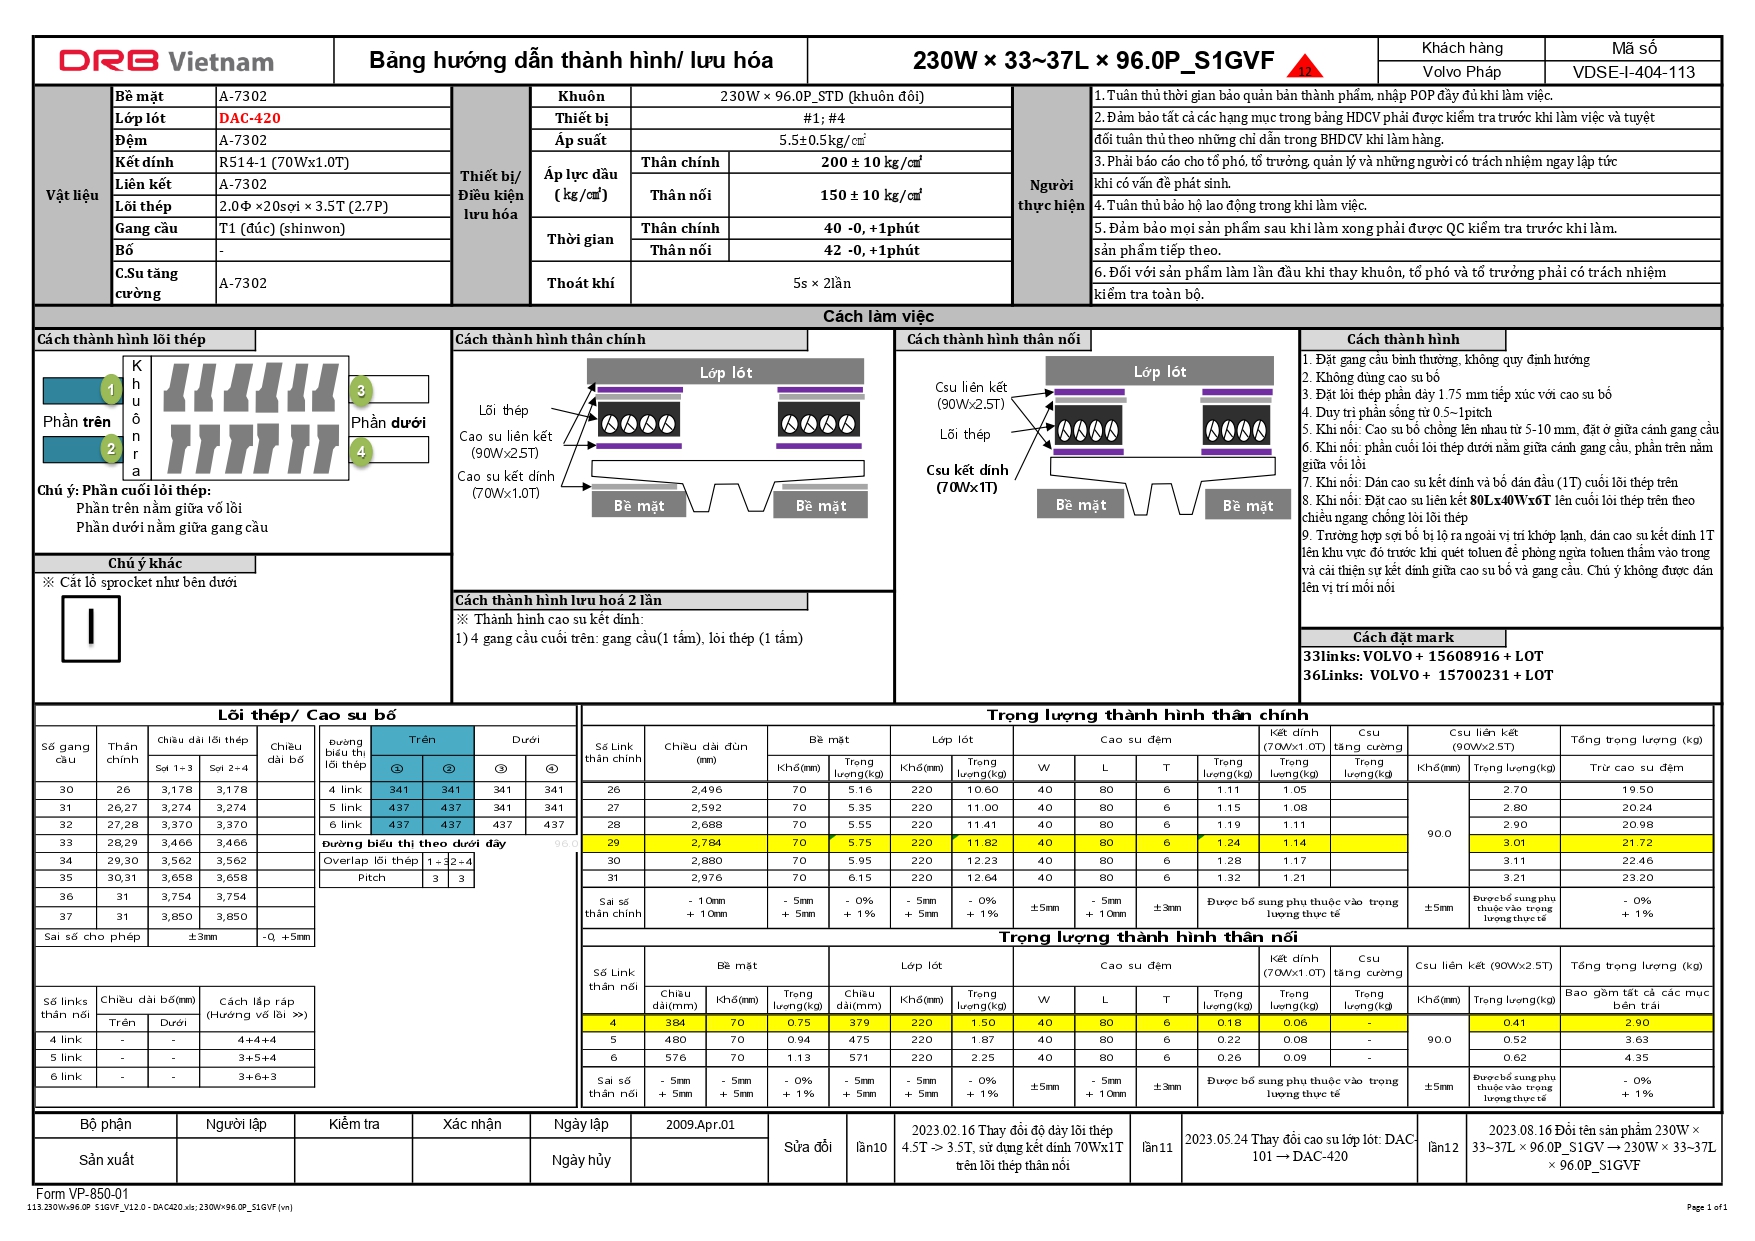 DRB Vietnam
Bảng hướng dẫn thành hình/ lưu hóa
230W × 33~37L × 96.0P_S1GVF
12
Khách hàng
Mã số
Volvo Pháp
VDSE-I-404-113
Vật liệu
Bề mặt A-7302
Lớp lót DAC-420
Đệm A-7302
Kết dính R514-1 (70Wx1.0T)
Liên kết A-7302
Lõi thép 2.0Φ ×20sợi × 3.5T (2.7P)
Gang cầu T1 (đúc) (shinwon)
Bố -
C.Su tăng cường A-7302
Thiết bị/ Điều kiện lưu hóa
Khuôn 230W × 96.0P_STD (khuôn đôi)
Thiết bị #1; #4
Áp suất 5.5±0.5kg/㎠
Áp lực dầu (㎏/㎠)
Thân chính 200 ± 10 ㎏/㎠
Thân nối 150 ± 10 ㎏/㎠
Thời gian
Thân chính 40 -0, +1phút
Thân nối 42 -0, +1phút
Thoát khí 5s × 2lần
Người thực hiện
1. Tuân thủ thời gian bảo quản bán thành phẩm, nhập POP đầy đủ khi làm việc.
2. Đảm bảo tất cả các hạng mục trong bảng HDCV phải được kiểm tra trước khi làm việc và tuyệt
đối tuân thủ theo những chỉ dẫn trong BHDCV khi làm hàng.
3. Phải báo cáo cho tổ phó, tổ trưởng, quản lý và những người có trách nhiệm ngay lập tức
khi có vấn đề phát sinh.
4. Tuân thủ bảo hộ lao động trong khi làm việc.
5. Đảm bảo mọi sản phẩm sau khi làm xong phải được QC kiểm tra trước khi làm.
sản phẩm tiếp theo.
6. Đối với sản phẩm làm lần đầu khi thay khuôn, tổ phó và tổ trưởng phải có trách nhiệm
kiểm tra toàn bộ.
Cách làm việc
Cách thành hình lõi thép
Khuôn ra
1
2
3
4
Phần trên
Phần dưới
Chú ý: Phần cuối lõi thép:
Phần trên nằm giữa vố lồi
Phần dưới nằm giữa gang cầu
Chú ý khác
※ Cắt lỗ sprocket như bên dưới
Cách thành hình thân chính
Lớp lót
Lõi thép
Cao su liên kết
(90Wx2.5T)
Cao su kết dính
(70Wx1.0T)
Bề mặt
Bề mặt
Cách thành hình lưu hoá 2 lần
※ Thành hình cao su kết dính:
1) 4 gang cầu cuối trên: gang cầu(1 tấm), lõi thép (1 tấm)
Cách thành hình thân nối
Lớp lót
Csu liên kết
(90Wx2.5T)
Lõi thép
Csu kết dính
(70Wx1T)
Bề mặt
Bề mặt
Cách thành hình
1. Đặt gang cầu bình thường, không quy định hướng
2. Không dùng cao su bố
3. Đặt lõi thép phần dày 1.75 mm tiếp xúc với cao su bố
4. Duy trì phần sống từ 0.5~1pitch
5. Khi nối: Cao su bố chồng lên nhau từ 5-10 mm, đặt ở giữa cánh gang cầu
6. Khi nối: phần cuối lõi thép dưới nằm giữa cánh gang cầu, phần trên nằm
giữa vối lồi
7. Khi nối: Dán cao su kết dính và bố dán đầu (1T) cuối lõi thép trên
8. Khi nối: Đặt cao su liên kết 80Lx40Wx6T lên cuối lõi thép trên theo
chiều ngang chống lòi lõi thép
9. Trường hợp sợi bố bị lộ ra ngoài vị trí khớp lạnh, dán cao su kết dính 1T
lên khu vực đó trước khi quét toluen để phòng ngừa toluen thấm vào trong
và cải thiện sự kết dính giữa cao su bố và gang cầu. Chú ý không được dán
lên vị trí mối nối
Cách đặt mark
33links: VOLVO + 15608916 + LOT
36Links: VOLVO + 15700231 + LOT
Lõi thép/ Cao su bố
Số gang cầu | Thân chính | Chiều dài lõi thép | Chiều dài bố
Sợi 1÷3 | Sợi 2÷4
30 26 3,178 3,178
31 26,27 3,274 3,274
32 27,28 3,370 3,370
33 28,29 3,466 3,466
34 29,30 3,562 3,562
35 30,31 3,658 3,658
36 31 3,754 3,754
37 31 3,850 3,850
Sai số cho phép ±3mm -0, +5mm
Đường biểu thị lõi thép | Trên | Dưới
① ② ③ ④
4 link 341 341 341 341
5 link 437 437 341 341
6 link 437 437 437 437
Đường biểu thị theo dưới đây 96.0
Overlap lõi thép 1÷3 2÷4
Pitch 3 3
Số links thân nối | Chiều dài bố(mm) | Cách lắp ráp (Hướng vố lồi ≫)
Trên | Dưới
4 link - - 4+4+4
5 link - - 3+5+4
6 link - - 3+6+3
Trọng lượng thành hình thân chính
Số Link thân chính | Chiều dài đùn (mm) | Bề mặt | Lớp lót | Cao su đệm | Kết dính (70Wx1.0T) | Csu tăng cường | Csu liên kết (90Wx2.5T) | Tổng trọng lượng (kg)
Khổ(mm) | Trọng lượng(kg) | Khổ(mm) | Trọng lượng(kg) | W | L | T | Trọng lượng(kg) | Trọng lượng(kg) | Trọng lượng(kg) | Khổ(mm) | Trọng lượng(kg) | Trừ cao su đệm
26 2,496 70 5.16 220 10.60 40 80 6 1.11 1.05 2.70 19.50
27 2,592 70 5.35 220 11.00 40 80 6 1.15 1.08 2.80 20.24
28 2,688 70 5.55 220 11.41 40 80 6 1.19 1.11 2.90 20.98
90.0
29 2,784 70 5.75 220 11.82 40 80 6 1.24 1.14 3.01 21.72
30 2,880 70 5.95 220 12.23 40 80 6 1.28 1.17 3.11 22.46
31 2,976 70 6.15 220 12.64 40 80 6 1.32 1.21 3.21 23.20
Sai số thân chính | - 10mm + 10mm | - 5mm + 5mm | - 0% + 1% | - 5mm + 5mm | - 0% + 1% | ±5mm | - 5mm + 10mm | ±3mm | Được bổ sung phụ thuộc vào trọng lượng thực tế | ±5mm | Được bổ sung phụ thuộc vào trọng lượng thực tế | - 0% + 1%
Trọng lượng thành hình thân nối
Số Link thân nối | Bề mặt | Lớp lót | Cao su đệm | Kết dính (70Wx1.0T) | Csu tăng cường | Csu liên kết (90Wx2.5T) | Tổng trọng lượng (kg)
Chiều dài(mm) | Khổ(mm) | Trọng lượng(kg) | Chiều dài(mm) | Khổ(mm) | Trọng lượng(kg) | W | L | T | Trọng lượng(kg) | Trọng lượng(kg) | Trọng lượng(kg) | Khổ(mm) | Trọng lượng(kg) | Bao gồm tất cả các mục bên trái
4 384 70 0.75 379 220 1.50 40 80 6 0.18 0.06 - 0.41 2.90
5 480 70 0.94 475 220 1.87 40 80 6 0.22 0.08 - 90.0 0.52 3.63
6 576 70 1.13 571 220 2.25 40 80 6 0.26 0.09 - 0.62 4.35
Sai số thân nối | - 5mm + 5mm | - 5mm + 5mm | - 0% + 1% | - 5mm + 5mm | - 5mm + 5mm | - 0% + 1% | ±5mm | - 5mm + 10mm | ±3mm | Được bổ sung phụ thuộc vào trọng lượng thực tế | ±5mm | Được bổ sung phụ thuộc vào trọng lượng thực tế | - 0% + 1%
Bộ phận | Người lập | Kiểm tra | Xác nhận | Ngày lập | 2009.Apr.01
Sản xuất | Ngày hủy
Sửa đổi
lần10 2023.02.16 Thay đổi độ dày lõi thép 4.5T -> 3.5T, sử dụng kết dính 70Wx1T trên lõi thép thân nối
lần11 2023.05.24 Thay đổi cao su lớp lót: DAC-101 → DAC-420
lần12 2023.08.16 Đổi tên sản phẩm 230W × 33~37L × 96.0P_S1GV → 230W × 33~37L × 96.0P_S1GVF
Form VP-850-01
113.230Wx96.0P S1GVF_V12.0 - DAC420.xls; 230W×96.0P_S1GVF (vn)
Page 1 of 1